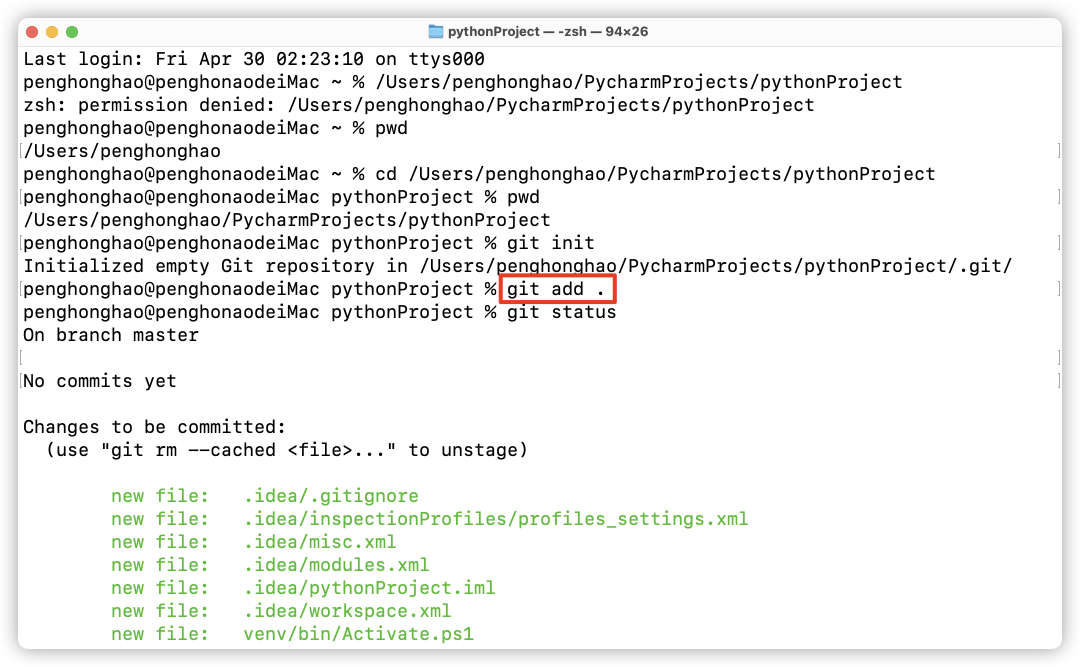 pythonProject — -zsh — 94×26
Last login: Fri Apr 30 02:23:10 on ttys000
penghonghao@penghonaodeiMac ~ % /Users/penghonghao/PycharmProjects/pythonProject
zsh: permission denied: /Users/penghonghao/PycharmProjects/pythonProject
penghonghao@penghonaodeiMac ~ % pwd
/Users/penghonghao
penghonghao@penghonaodeiMac ~ % cd /Users/penghonghao/PycharmProjects/pythonProject
penghonghao@penghonaodeiMac pythonProject % pwd
/Users/penghonghao/PycharmProjects/pythonProject
penghonghao@penghonaodeiMac pythonProject % git init
Initialized empty Git repository in /Users/penghonghao/PycharmProjects/pythonProject/.git/
penghonghao@penghonaodeiMac pythonProject % git add .
penghonghao@penghonaodeiMac pythonProject % git status
On branch master
No commits yet
Changes to be committed:
(use "git rm --cached <file>..." to unstage)
new file: .idea/.gitignore
new file: .idea/inspectionProfiles/profiles_settings.xml
new file: .idea/misc.xml
new file: .idea/modules.xml
new file: .idea/pythonProject.iml
new file: .idea/workspace.xml
new file: venv/bin/Activate.ps1